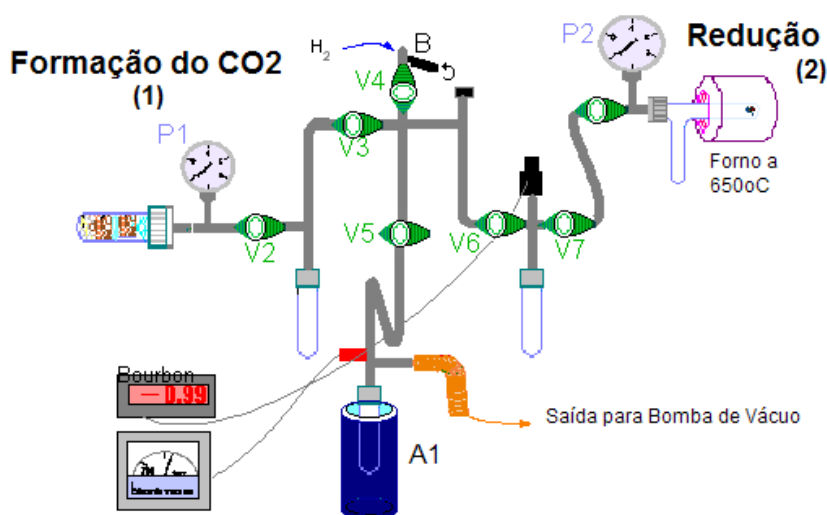 Formação do CO2
(1)
H2
B
V4
P2
Redução
(2)
P1
V3
Forno a
650oC
V2
V5
V6
V7
Bourbon
-0.99
A1
Saída para Bomba de Vácuo